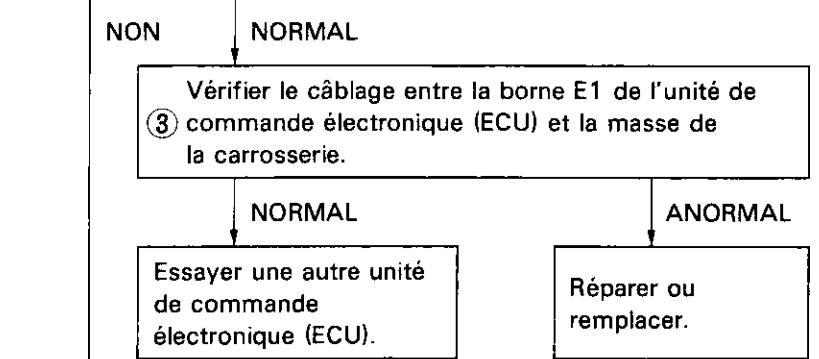 NON NORMAL
Vérifier le câblage entre la borne E1 de l'unité de
③ commande électronique (ECU) et la masse de
la carrosserie.
NORMAL ANORMAL
Essayer une autre unité
de commande
électronique (ECU).
Réparer ou
remplacer.